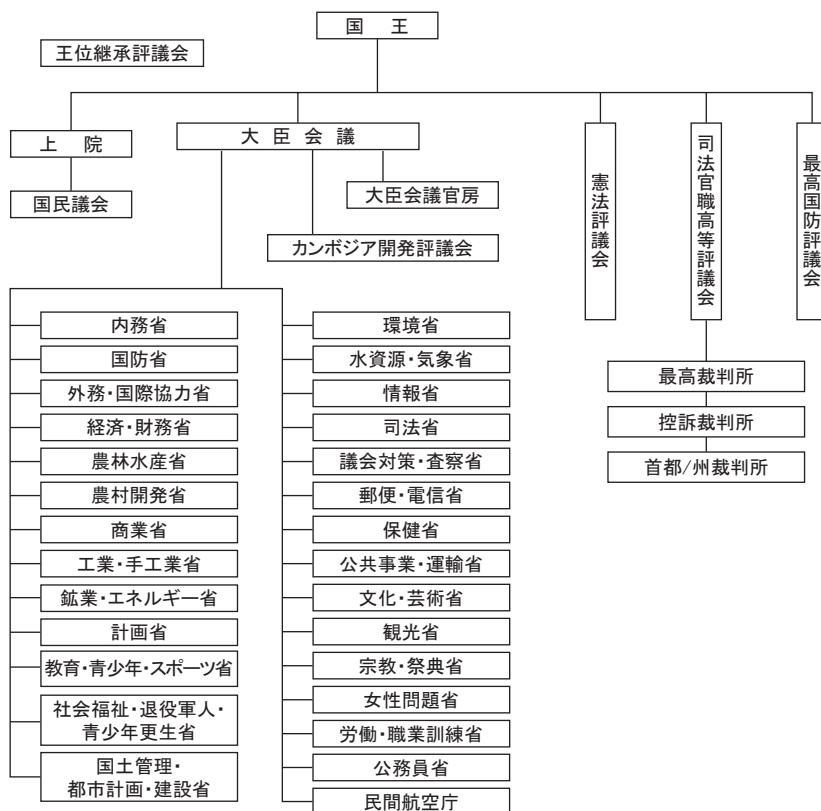 国 王
王位継承評議会
上 院
大 臣 会 議
国民議会
大臣会議官房
カンボジア開発評議会
憲法評議会
司法官職高等評議会
最高国防評議会
最高裁判所
控訴裁判所
首都/州裁判所
内務省
国防省
外務・国際協力省
経済・財務省
農林水産省
農村開発省
商業省
工業・手工業省
鉱業・エネルギー省
計画省
教育・青少年・スポーツ省
社会福祉・退役軍人・
青少年更生省
国土管理・
都市計画・建設省
環境省
水資源・気象省
情報省
司法省
議会対策・査察省
郵便・電信省
保健省
公共事業・運輸省
文化・芸術省
観光省
宗教・祭典省
女性問題省
労働・職業訓練省
公務員省
民間航空庁